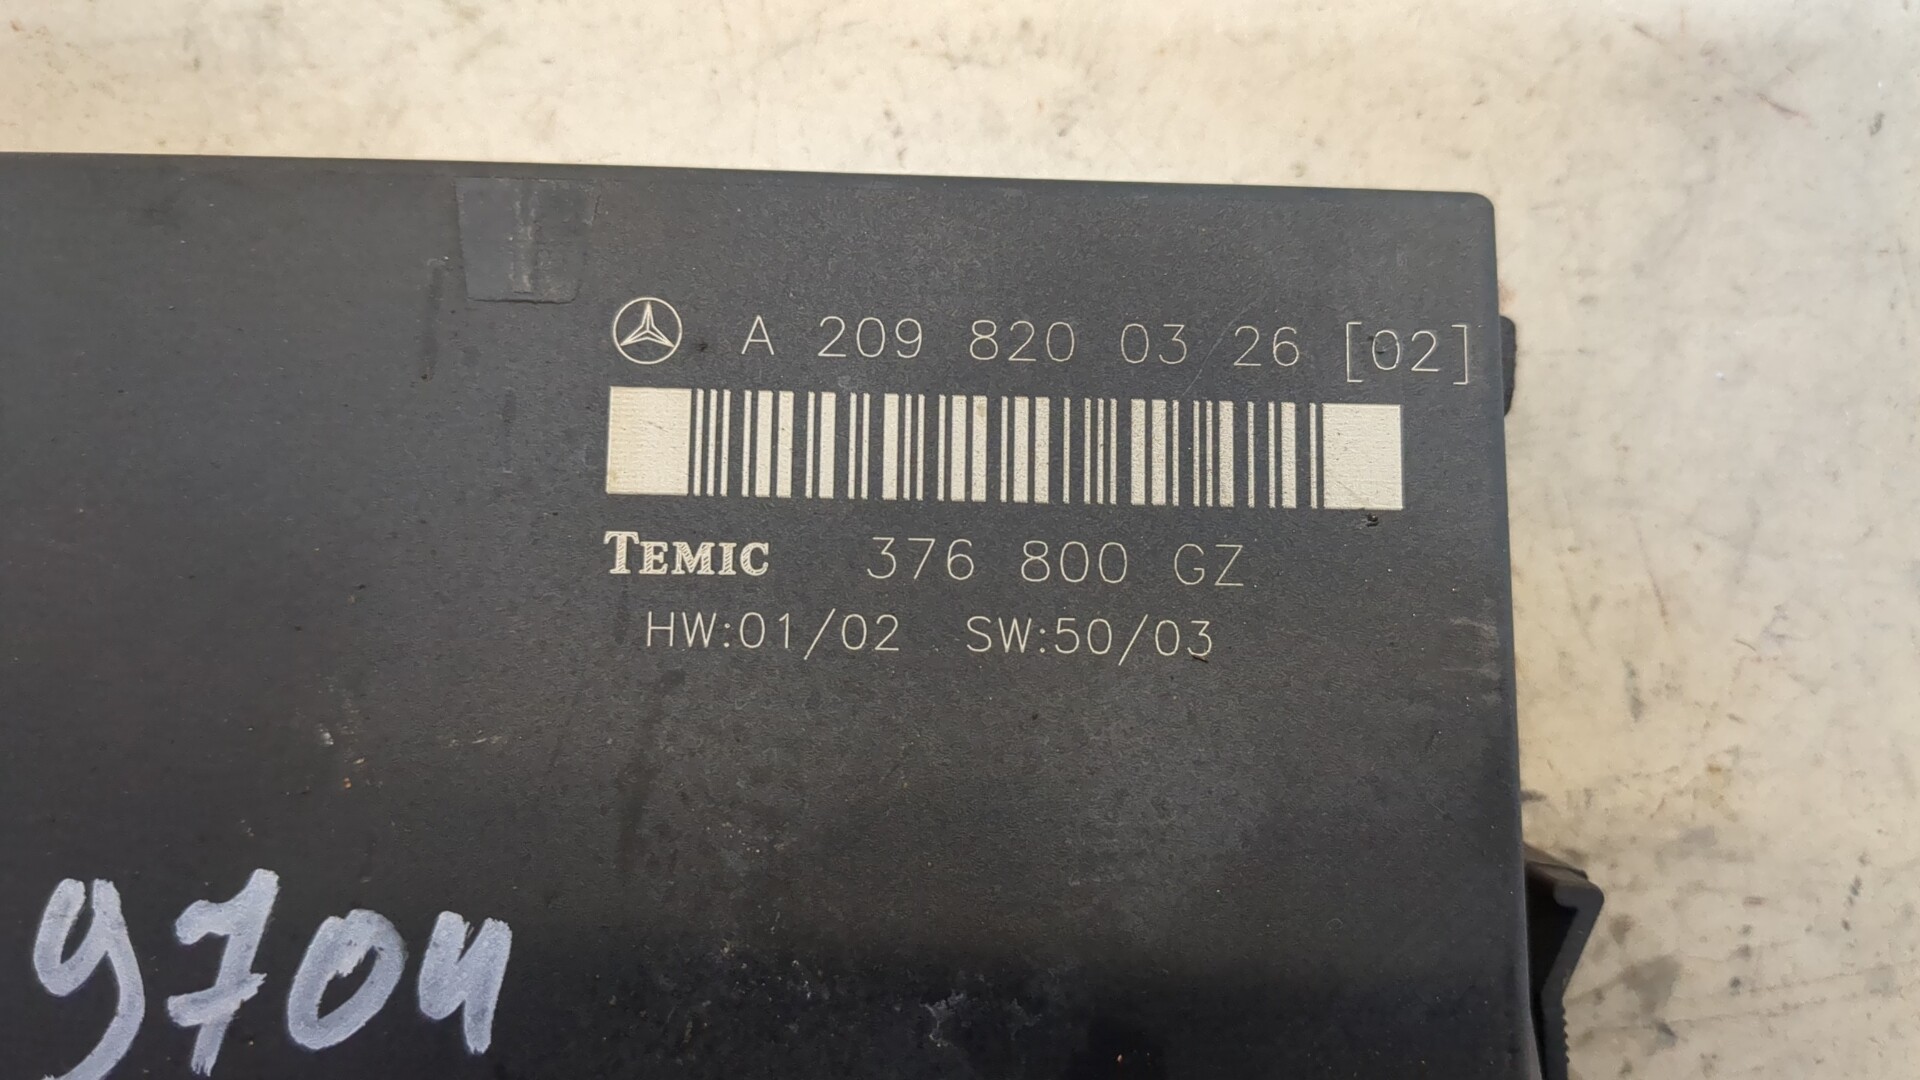 A 209 820 03 26 [02]
TEMIC 376 800 GZ
HW:01/02 SW:50/03
9704